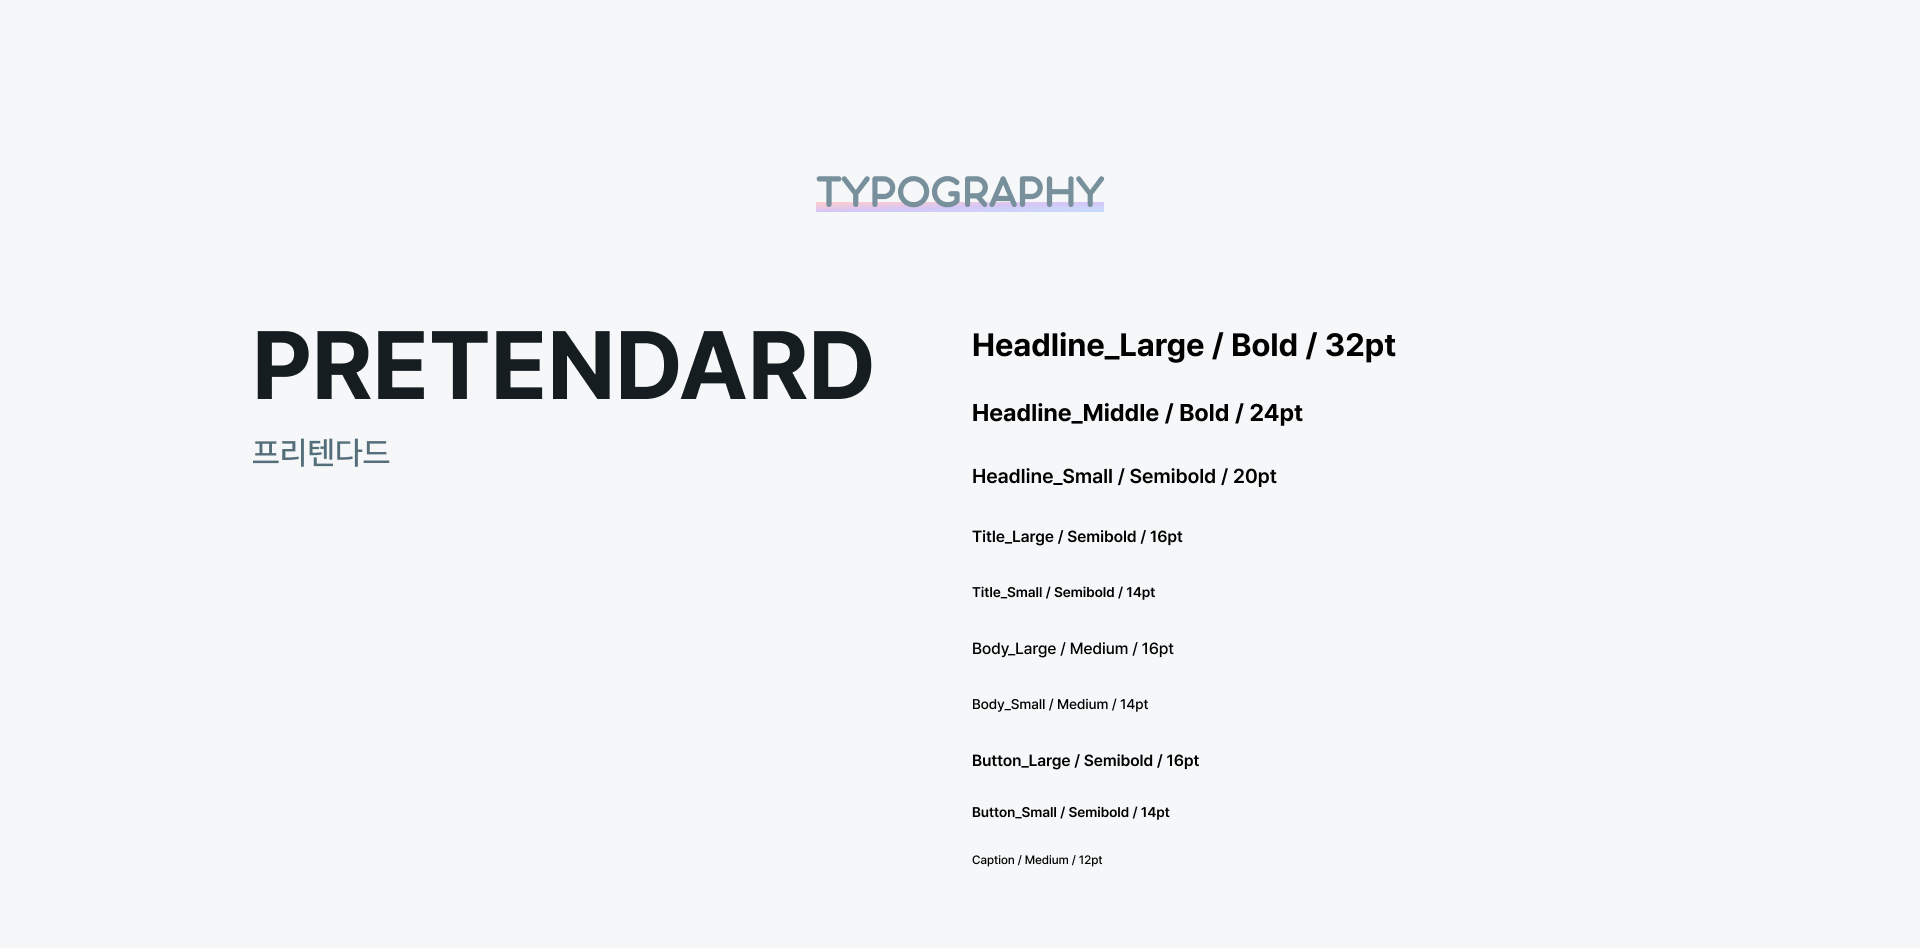 TYPOGRAPHY
PRETENDARD
프리텐다드
Headline_Large / Bold / 32pt
Headline_Middle / Bold / 24pt
Headline_Small / Semibold / 20pt
Title_Large / Semibold / 16pt
Title_Small / Semibold / 14pt
Body_Large / Medium / 16pt
Body_Small / Medium / 14pt
Button_Large / Semibold / 16pt
Button_Small / Semibold / 14pt
Caption / Medium / 12pt